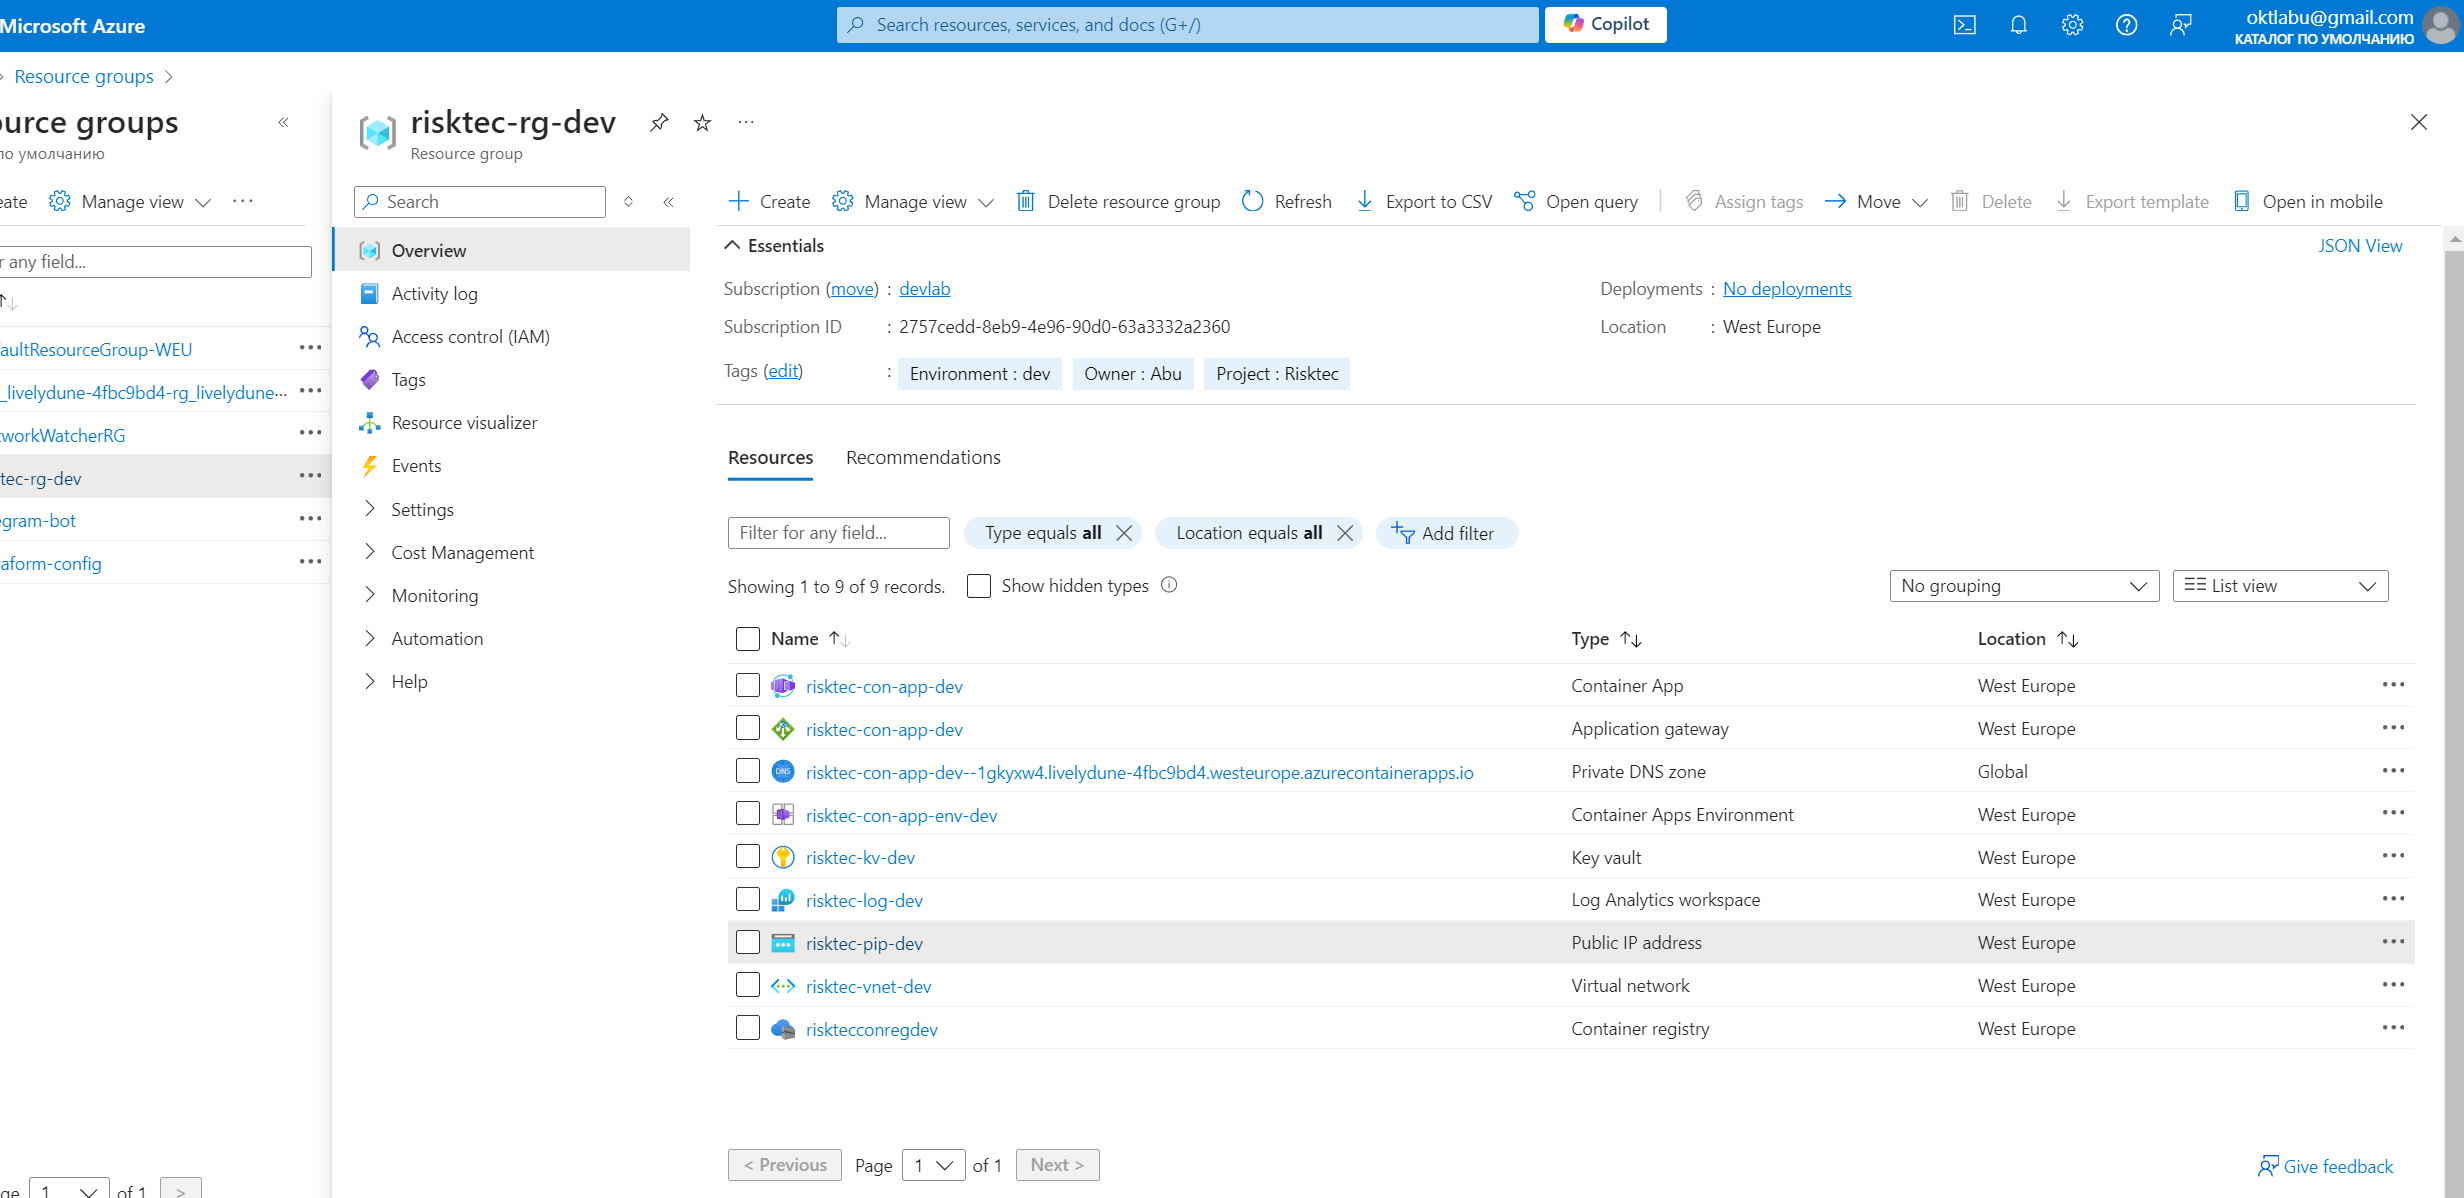 Microsoft Azure
Search resources, services, and docs (G+/)
Copilot
oktlabu@gmail.com
КАТАЛОГ ПО УМОЛЧАНИЮ
Resource groups
urce groups
по умолчанию
eate
Manage view
r any field...
aultResourceGroup-WEU
_livelydune-4fbc9bd4-rg_livelydune...
tworkWatcherRG
tec-rg-dev
egram-bot
raform-config
ge 1 of 1 >
risktec-rg-dev
Resource group
Search
Overview
Activity log
Access control (IAM)
Tags
Resource visualizer
Events
Settings
Cost Management
Monitoring
Automation
Help
Create
Manage view
Delete resource group
Refresh
Export to CSV
Open query
Assign tags
Move
Delete
Export template
Open in mobile
Essentials
JSON View
Subscription (move) : devlab
Deployments : No deployments
Subscription ID : 2757cedd-8eb9-4e96-90d0-63a3332a2360
Location : West Europe
Tags (edit) : Environment : dev Owner : Abu Project : Risktec
Resources Recommendations
Filter for any field...
Type equals all
Location equals all
Add filter
Showing 1 to 9 of 9 records.
Show hidden types
No grouping
List view
Name Type Location
risktec-con-app-dev Container App West Europe
risktec-con-app-dev Application gateway West Europe
DNS risktec-con-app-dev--1gkyxw4.livelydune-4fbc9bd4.westeurope.azurecontainerapps.io Private DNS zone Global
risktec-con-app-env-dev Container Apps Environment West Europe
risktec-kv-dev Key vault West Europe
risktec-log-dev Log Analytics workspace West Europe
risktec-pip-dev Public IP address West Europe
risktec-vnet-dev Virtual network West Europe
risktecconregdev Container registry West Europe
< Previous Page 1 of 1 Next >
Give feedback